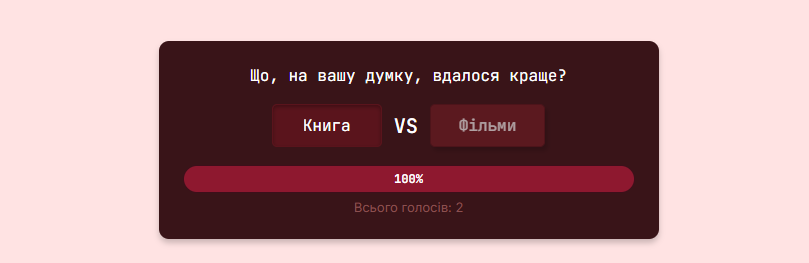 Що, на вашу думку, вдалося краще?
Книга VS Фільми
100%
Всього голосів: 2